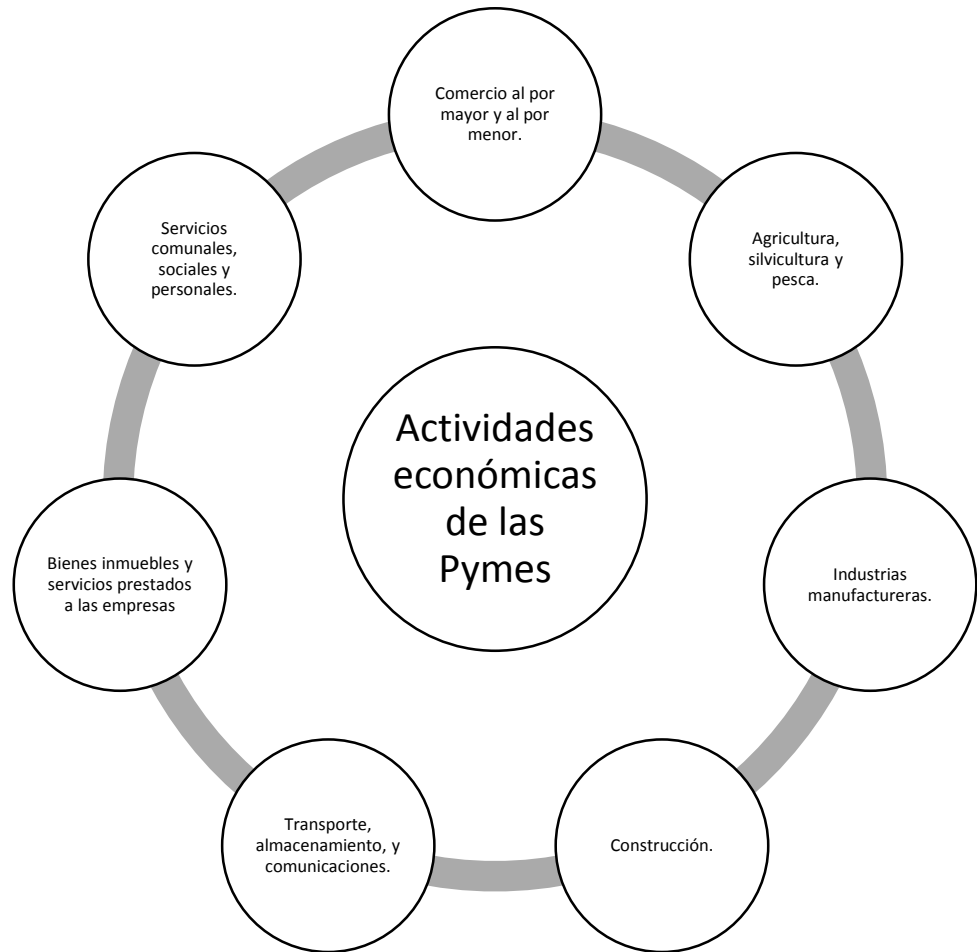 Comercio al por
mayor y al por
menor.
Agricultura,
silvicultura y
pesca.
Industrias
manufactureras.
Construcción.
Transporte,
almacenamiento, y
comunicaciones.
Bienes inmuebles y
servicios prestados
a las empresas
Servicios
comunales,
sociales y
personales.
Actividades
económicas
de las
Pymes